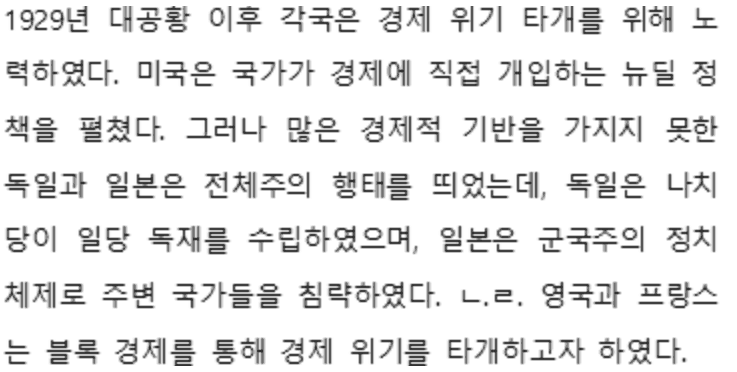 1929년 대공황 이후 각국은 경제 위기 타개를 위해 노
력하였다. 미국은 국가가 경제에 직접 개입하는 뉴딜 정
책을 펼쳤다. 그러나 많은 경제적 기반을 가지지 못한
독일과 일본은 전체주의 행태를 띄었는데, 독일은 나치
당이 일당 독재를 수립하였으며, 일본은 군국주의 정치
체제로 주변 국가들을 침략하였다. ㄴ.ㄹ. 영국과 프랑스
는 블록 경제를 통해 경제 위기를 타개하고자 하였다.